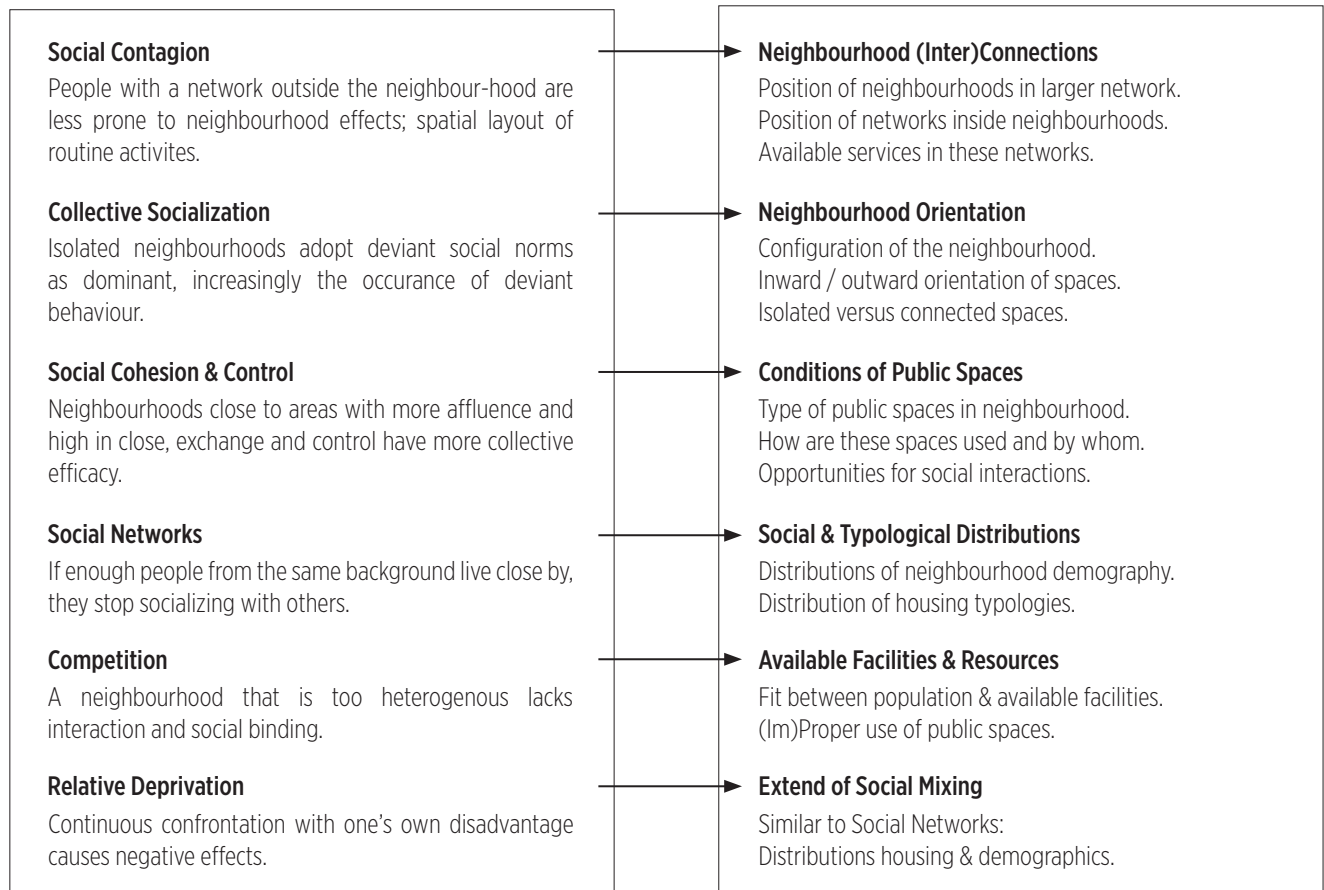 Social Contagion
People with a network outside the neighbour-hood are
less prone to neighbourhood effects; spatial layout of
routine activites.
Collective Socialization
Isolated neighbourhoods adopt deviant social norms
as dominant, increasingly the occurance of deviant
behaviour.
Social Cohesion & Control
Neighbourhoods close to areas with more affluence and
high in close, exchange and control have more collective
efficacy.
Social Networks
If enough people from the same background live close by,
they stop socializing with others.
Competition
A neighbourhood that is too heterogenous lacks
interaction and social binding.
Relative Deprivation
Continuous confrontation with one's own disadvantage
causes negative effects.
Neighbourhood (Inter)Connections
Position of neighbourhoods in larger network.
Position of networks inside neighbourhoods.
Available services in these networks.
Neighbourhood Orientation
Configuration of the neighbourhood.
Inward / outward orientation of spaces.
Isolated versus connected spaces.
Conditions of Public Spaces
Type of public spaces in neighbourhood.
How are these spaces used and by whom.
Opportunities for social interactions.
Social & Typological Distributions
Distributions of neighbourhood demography.
Distribution of housing typologies.
Available Facilities & Resources
Fit between population & available facilities.
(Im)Proper use of public spaces.
Extend of Social Mixing
Similar to Social Networks:
Distributions housing & demographics.